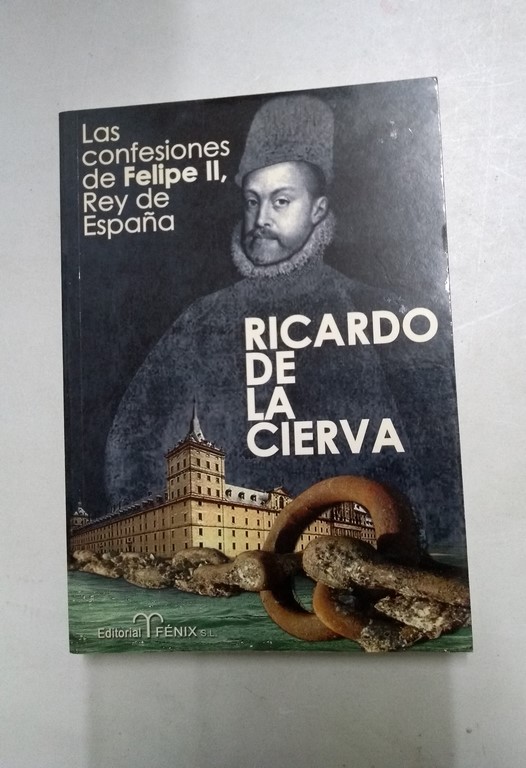 Las
confesiones
de Felipe II,
Rey de
España
RICARDO
DE
LA
CIERVA
Editorial FÉNIX S.L.